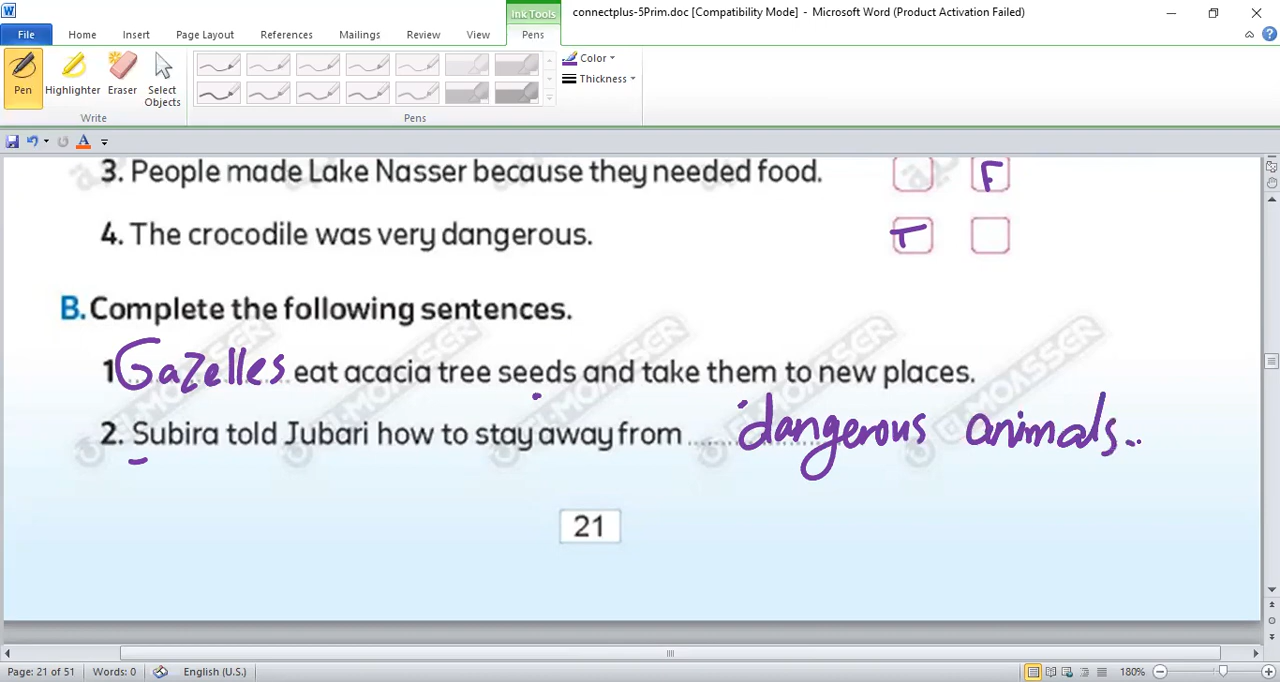 Ink Tools
connectplus-5Prim.doc [Compatibility Mode] - Microsoft Word (Product Activation Failed)
File Home Insert Page Layout References Mailings Review View Pens
Pen Highlighter Eraser Select Objects
Color
Thickness
Write Pens
3. People made Lake Nasser because they needed food. F
4. The crocodile was very dangerous. T
B. Complete the following sentences.
1 Gazelles eat acacia tree seeds and take them to new places.
2. Subira told Jubari how to stay away from dangerous animals..
21
Page: 21 of 51 Words: 0 English (U.S.) 180%